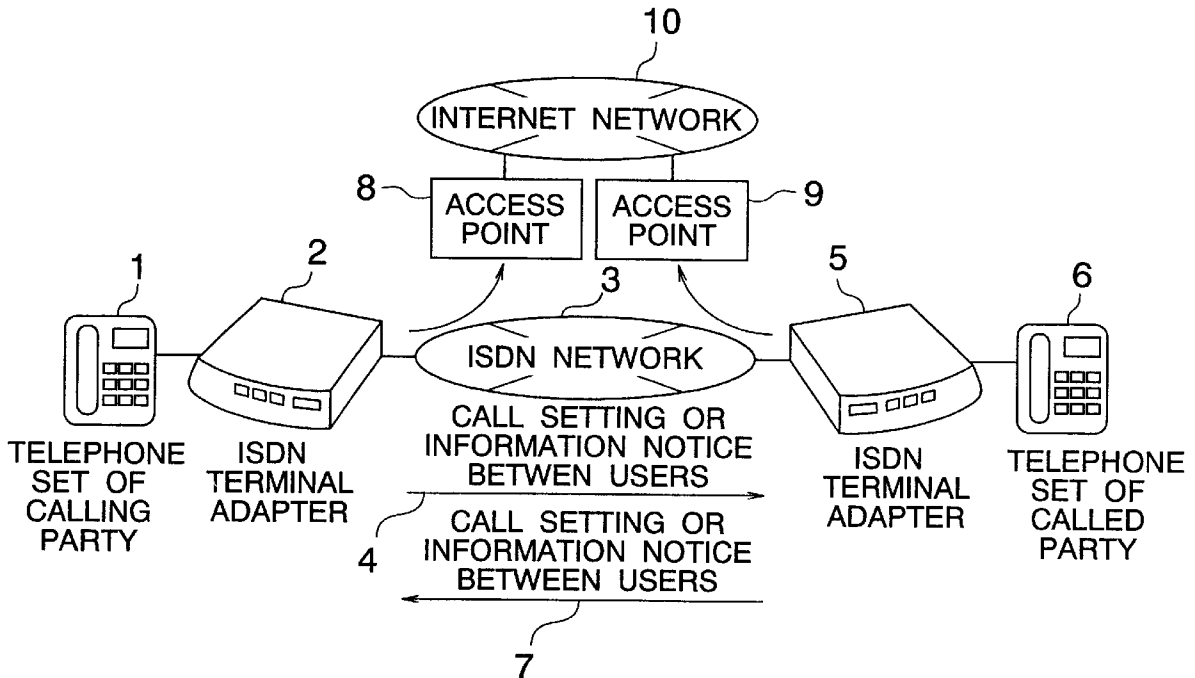 10
INTERNET NETWORK
8
ACCESS
POINT
ACCESS
POINT
9
1
2
3
5
6
ISDN NETWORK
TELEPHONE
SET OF
CALLING
PARTY
ISDN
TERMINAL
ADAPTER
CALL SETTING OR
INFORMATION NOTICE
BETWEN USERS
4
CALL SETTING OR
INFORMATION NOTICE
BETWEEN USERS
7
ISDN
TERMINAL
ADAPTER
TELEPHONE
SET OF
CALLED
PARTY